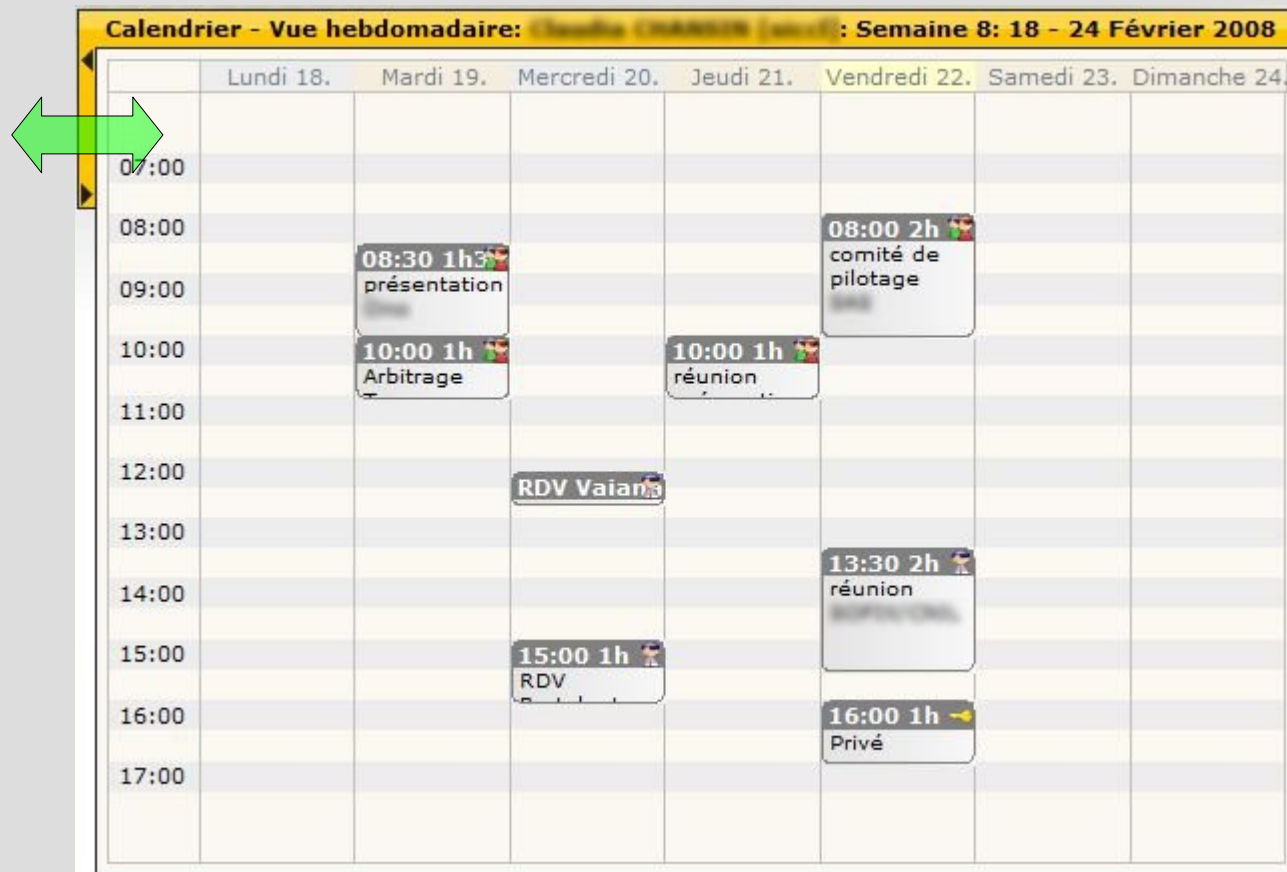 Calendrier - Vue hebdomadaire: : Semaine 8: 18 - 24 Février 2008
Lundi 18. Mardi 19. Mercredi 20. Jeudi 21. Vendredi 22. Samedi 23. Dimanche 24.
07:00
08:00
08:00 2h
comité de
pilotage
08:30 1h3
présentation
09:00
10:00
10:00 1h
Arbitrage
10:00 1h
réunion
11:00
12:00
RDV Vaiana
13:00
13:30 2h
réunion
14:00
15:00
15:00 1h
RDV
16:00
16:00 1h
Privé
17:00